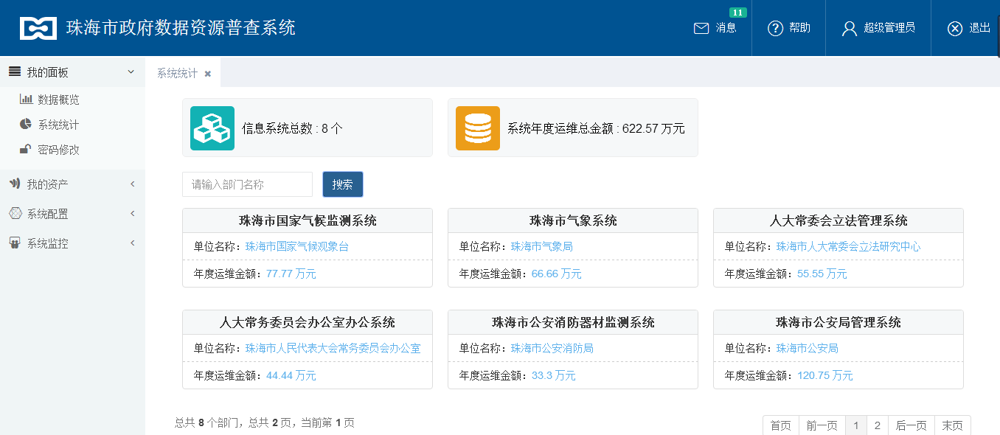 珠海市政府数据资源普查系统
11
消息
帮助
超级管理员
退出
我的面板
系统统计 ×
数据概览
系统统计
密码修改
我的资产
系统配置
系统监控
信息系统总数 : 8 个
系统年度运维总金额 : 622.57 万元
请输入部门名称
搜索
珠海市国家气候监测系统
单位名称：珠海市国家气候观象台
年度运维金额：77.77 万元
珠海市气象系统
单位名称：珠海市气象局
年度运维金额：66.66 万元
人大常委会立法管理系统
单位名称：珠海市人大常委会立法研究中心
年度运维金额：55.55 万元
人大常务委员会办公室办公系统
单位名称：珠海市人民代表大会常务委员会办公室
年度运维金额：44.44 万元
珠海市公安消防器材监测系统
单位名称：珠海市公安消防局
年度运维金额：33.3 万元
珠海市公安局管理系统
单位名称：珠海市公安局
年度运维金额：120.75 万元
总共 8 个部门，总共 2 页，当前第 1 页
首页 前一页 1 2 后一页 末页